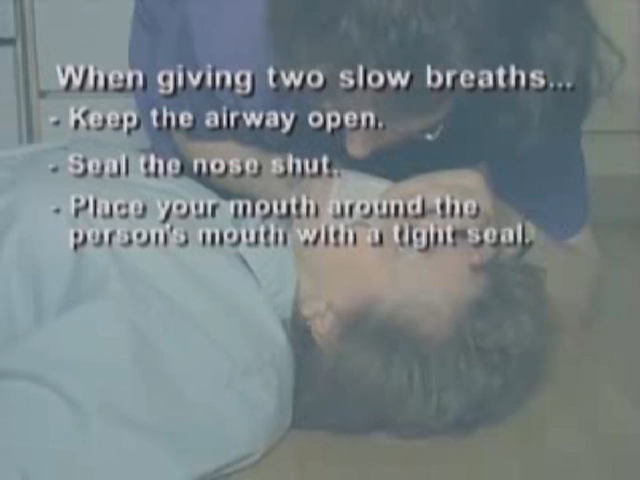 When giving two slow breaths...
- Keep the airway open.
- Seal the nose shut.
- Place your mouth around the
person's mouth with a tight seal.